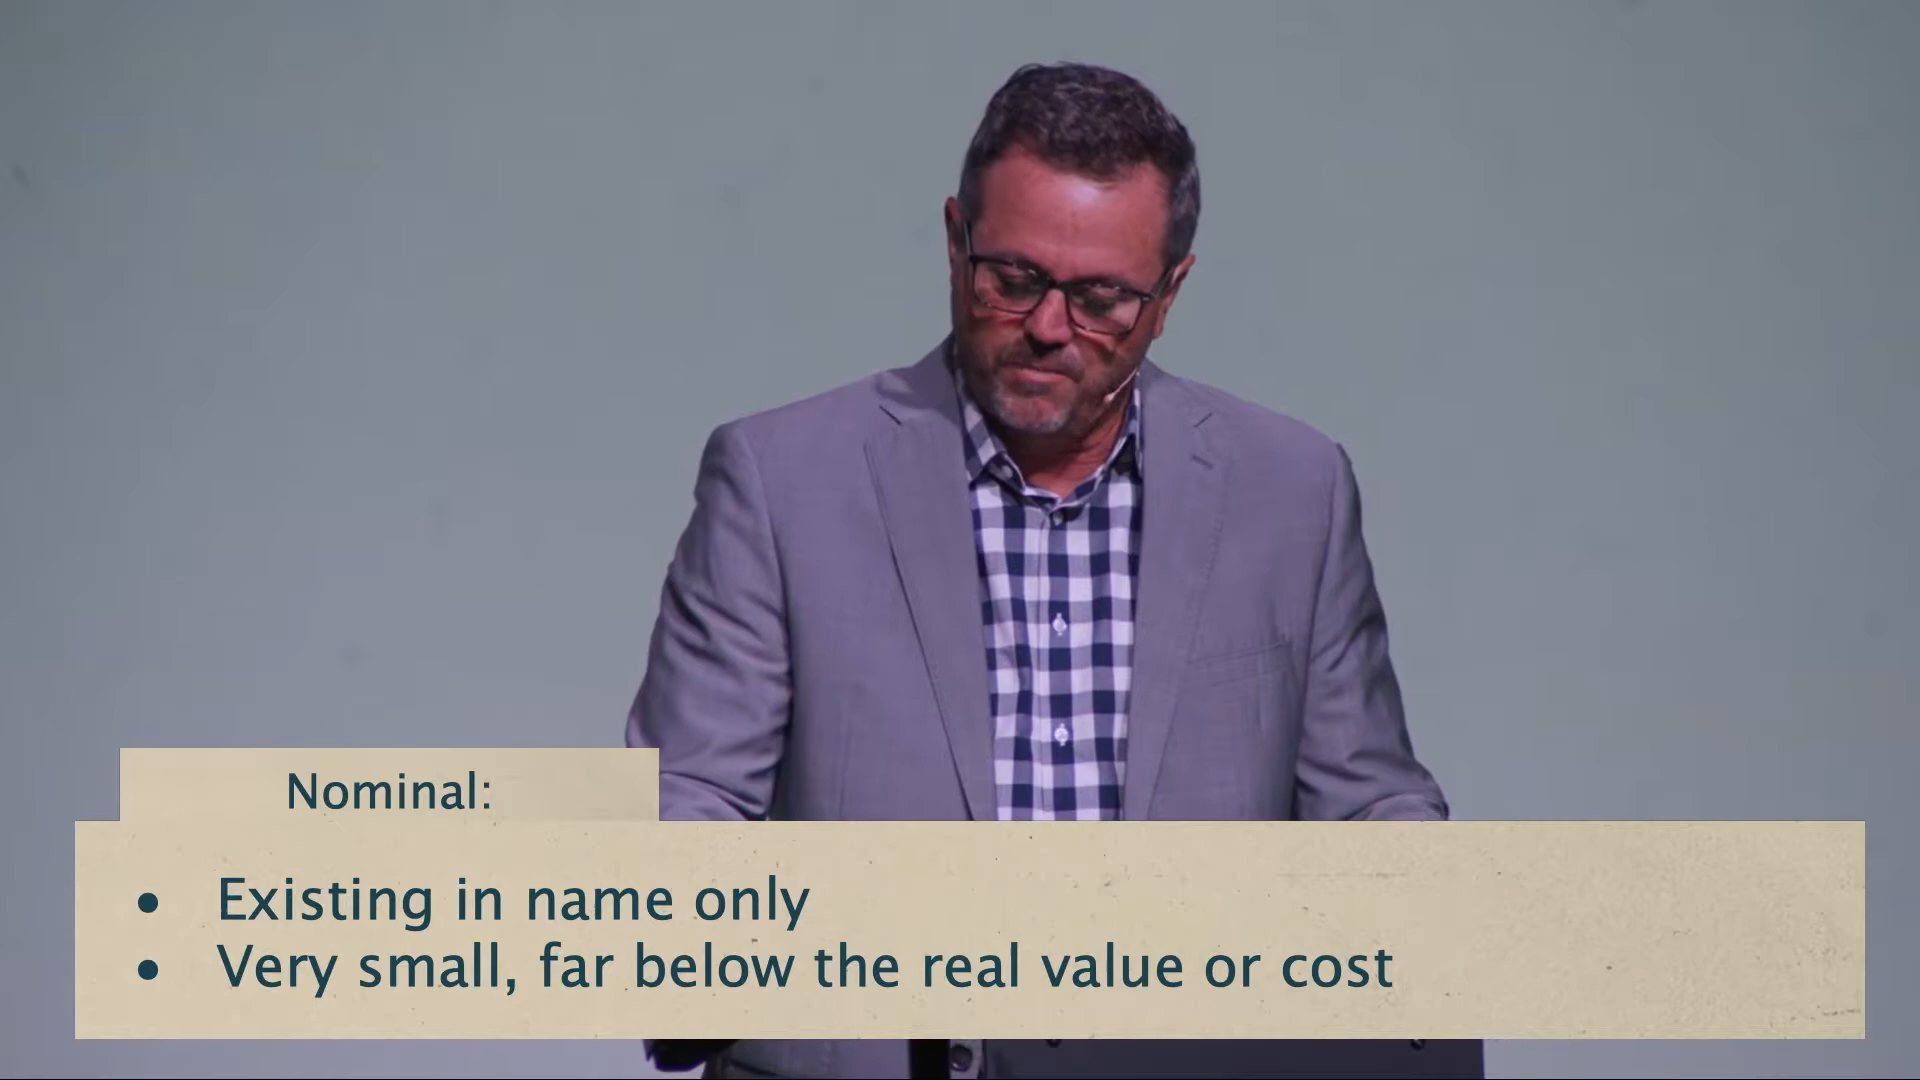 Nominal:
• Existing in name only
• Very small, far below the real value or cost